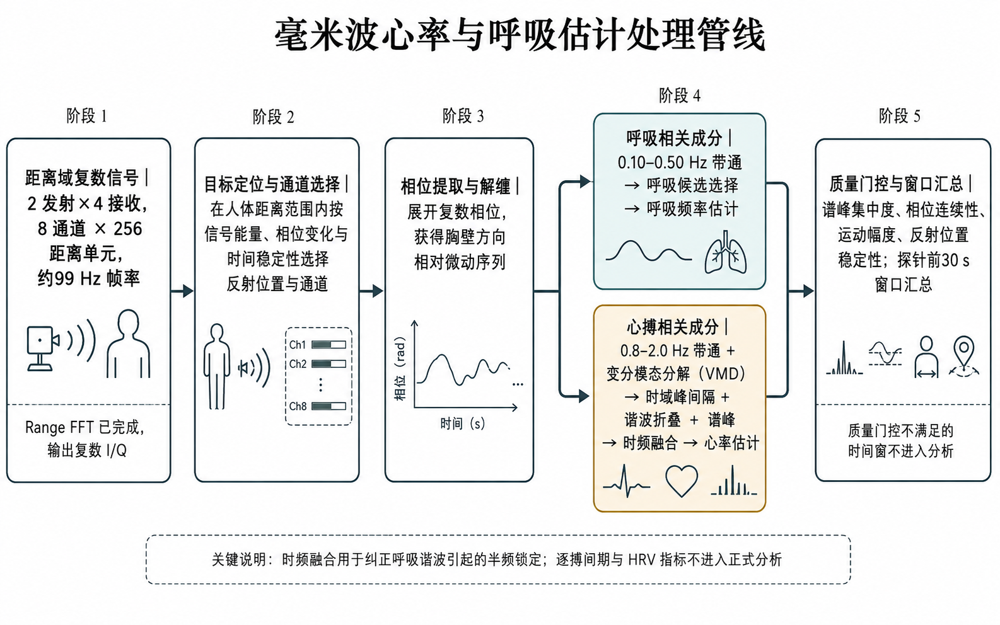 毫米波心率与呼吸估计处理管线
阶段 1
距离域复数信号 |
2 发射×4 接收，
8 通道 × 256
距离单元，
约99 Hz 帧率
Range FFT 已完成，
输出复数 I/Q
阶段 2
目标定位与通道选择 |
在人体距离范围内按
信号能量、相位变化与
时间稳定性选择
反射位置与通道
Ch1
Ch2
⋮
Ch8
阶段 3
相位提取与解缠 |
展开复数相位，
获得胸壁方向
相对微动序列
相位（rad）
...
时间（s）
阶段 4
呼吸相关成分 |
0.10–0.50 Hz 带通
→ 呼吸候选选择
→ 呼吸频率估计
心搏相关成分 |
0.8–2.0 Hz 带通 +
变分模态分解（VMD）
→ 时域峰间隔 +
谐波折叠 + 谱峰
→ 时频融合 → 心率估计
阶段 5
质量门控与窗口汇总 |
谱峰集中度、相位连续性、
运动幅度、反射位置
稳定性；探针前30 s
窗口汇总
质量门控不满足的
时间窗不进入分析
关键说明：时频融合用于纠正呼吸谐波引起的半频锁定；逐搏间期与 HRV 指标不进入正式分析